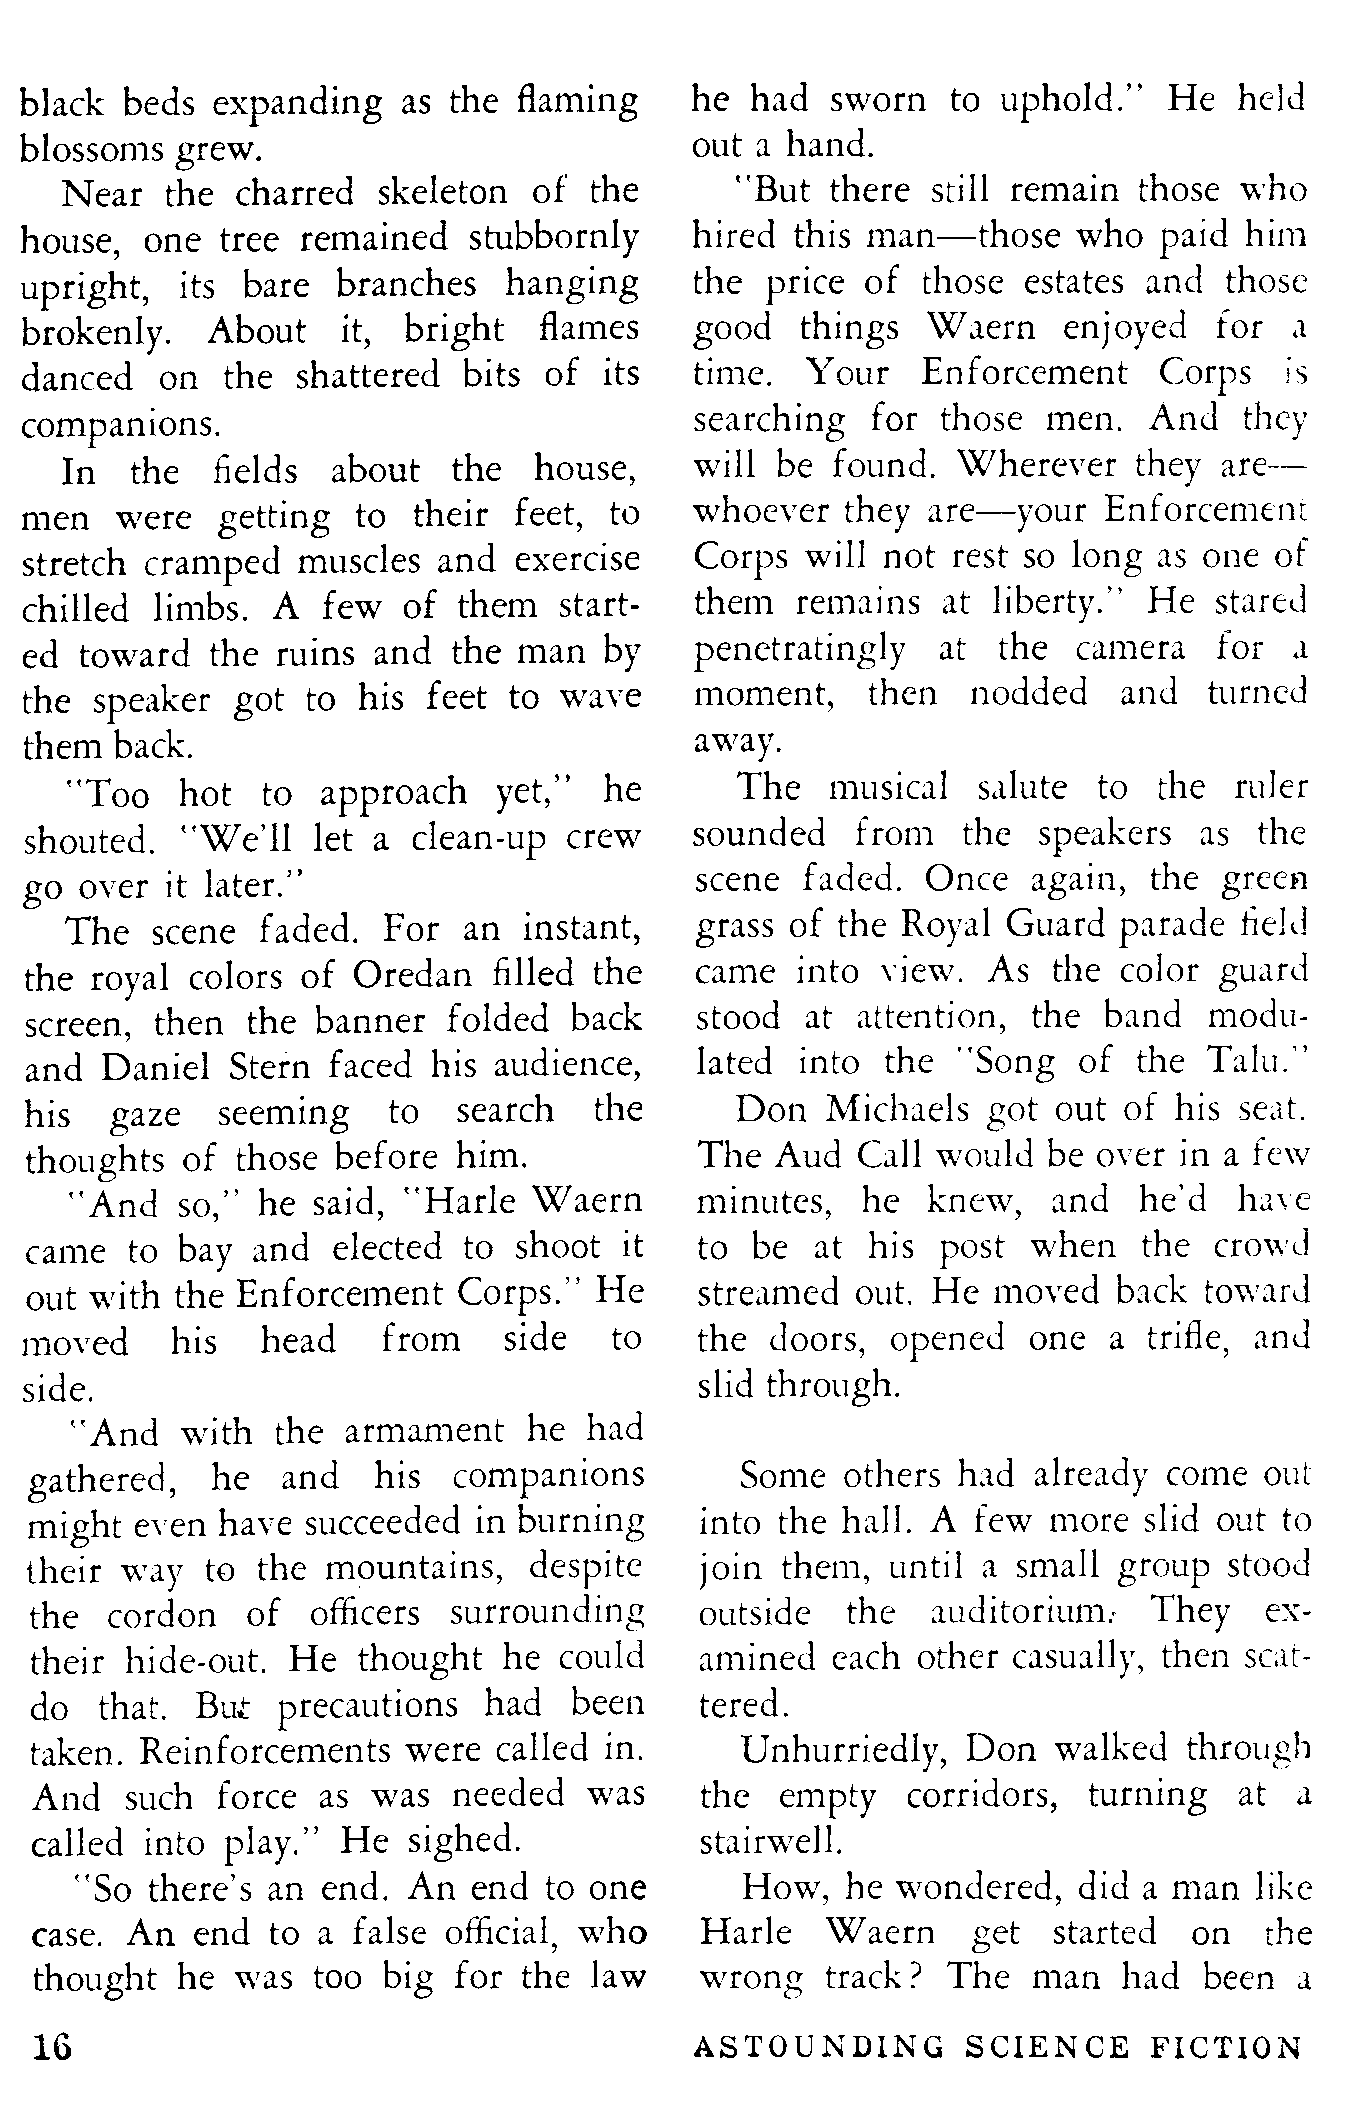 black beds expanding as the flaming
blossoms grew.
Near the charred skeleton of the
house, one tree remained stubbornly
upright, its bare branches hanging
brokenly. About it, bright flames
danced on the shattered bits of its
companions.
In the fields about the house,
men were getting to their feet, to
stretch cramped muscles and exercise
chilled limbs. A few of them start-
ed toward the ruins and the man by
the speaker got to his feet to wave
them back.
"Too hot to approach yet," he
shouted. "We'll let a clean-up crew
go over it later."
The scene faded. For an instant,
the royal colors of Oredan filled the
screen, then the banner folded back
and Daniel Stern faced his audience,
his gaze seeming to search the
thoughts of those before him.
"And so," he said, "Harle Waern
came to bay and elected to shoot it
out with the Enforcement Corps." He
moved his head from side to
side.
"And with the armament he had
gathered, he and his companions
might even have succeeded in burning
their way to the mountains, despite
the cordon of officers surrounding
their hide-out. He thought he could
do that. But precautions had been
taken. Reinforcements were called in.
And such force as was needed was
called into play." He sighed.
"So there's an end. An end to one
case. An end to a false official, who
thought he was too big for the law
he had sworn to uphold." He held
out a hand.
"But there still remain those who
hired this man—those who paid him
the price of those estates and those
good things Waern enjoyed for a
time. Your Enforcement Corps is
searching for those men. And they
will be found. Wherever they are—
whoever they are—your Enforcement
Corps will not rest so long as one of
them remains at liberty." He stared
penetratingly at the camera for a
moment, then nodded and turned
away.
The musical salute to the ruler
sounded from the speakers as the
scene faded. Once again, the green
grass of the Royal Guard parade field
came into view. As the color guard
stood at attention, the band modu-
lated into the "Song of the Talu."
Don Michaels got out of his seat.
The Aud Call would be over in a few
minutes, he knew, and he'd have
to be at his post when the crowd
streamed out. He moved back toward
the doors, opened one a trifle, and
slid through.
Some others had already come out
into the hall. A few more slid out to
join them, until a small group stood
outside the auditorium. They ex-
amined each other casually, then scat-
tered.
Unhurriedly, Don walked through
the empty corridors, turning at a
stairwell.
How, he wondered, did a man like
Harle Waern get started on the
wrong track? The man had been a
16
ASTOUNDING SCIENCE FICTION